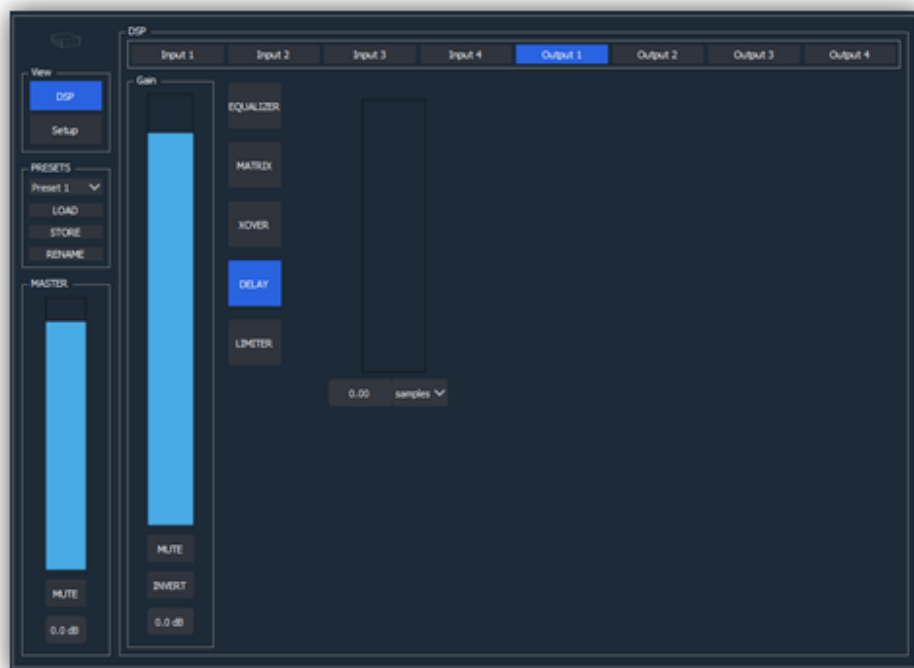 DSP
Input 1 Input 2 Input 3 Input 4 Output 1 Output 2 Output 3 Output 4
View
DSP
Setup
PRESETS
Preset 1
LOAD
STORE
RENAME
MASTER
MUTE
0.0 dB
Gain
MUTE
INVERT
0.0 dB
EQUALIZER
MATRIX
XOVER
DELAY
LIMITER
0.00 samples